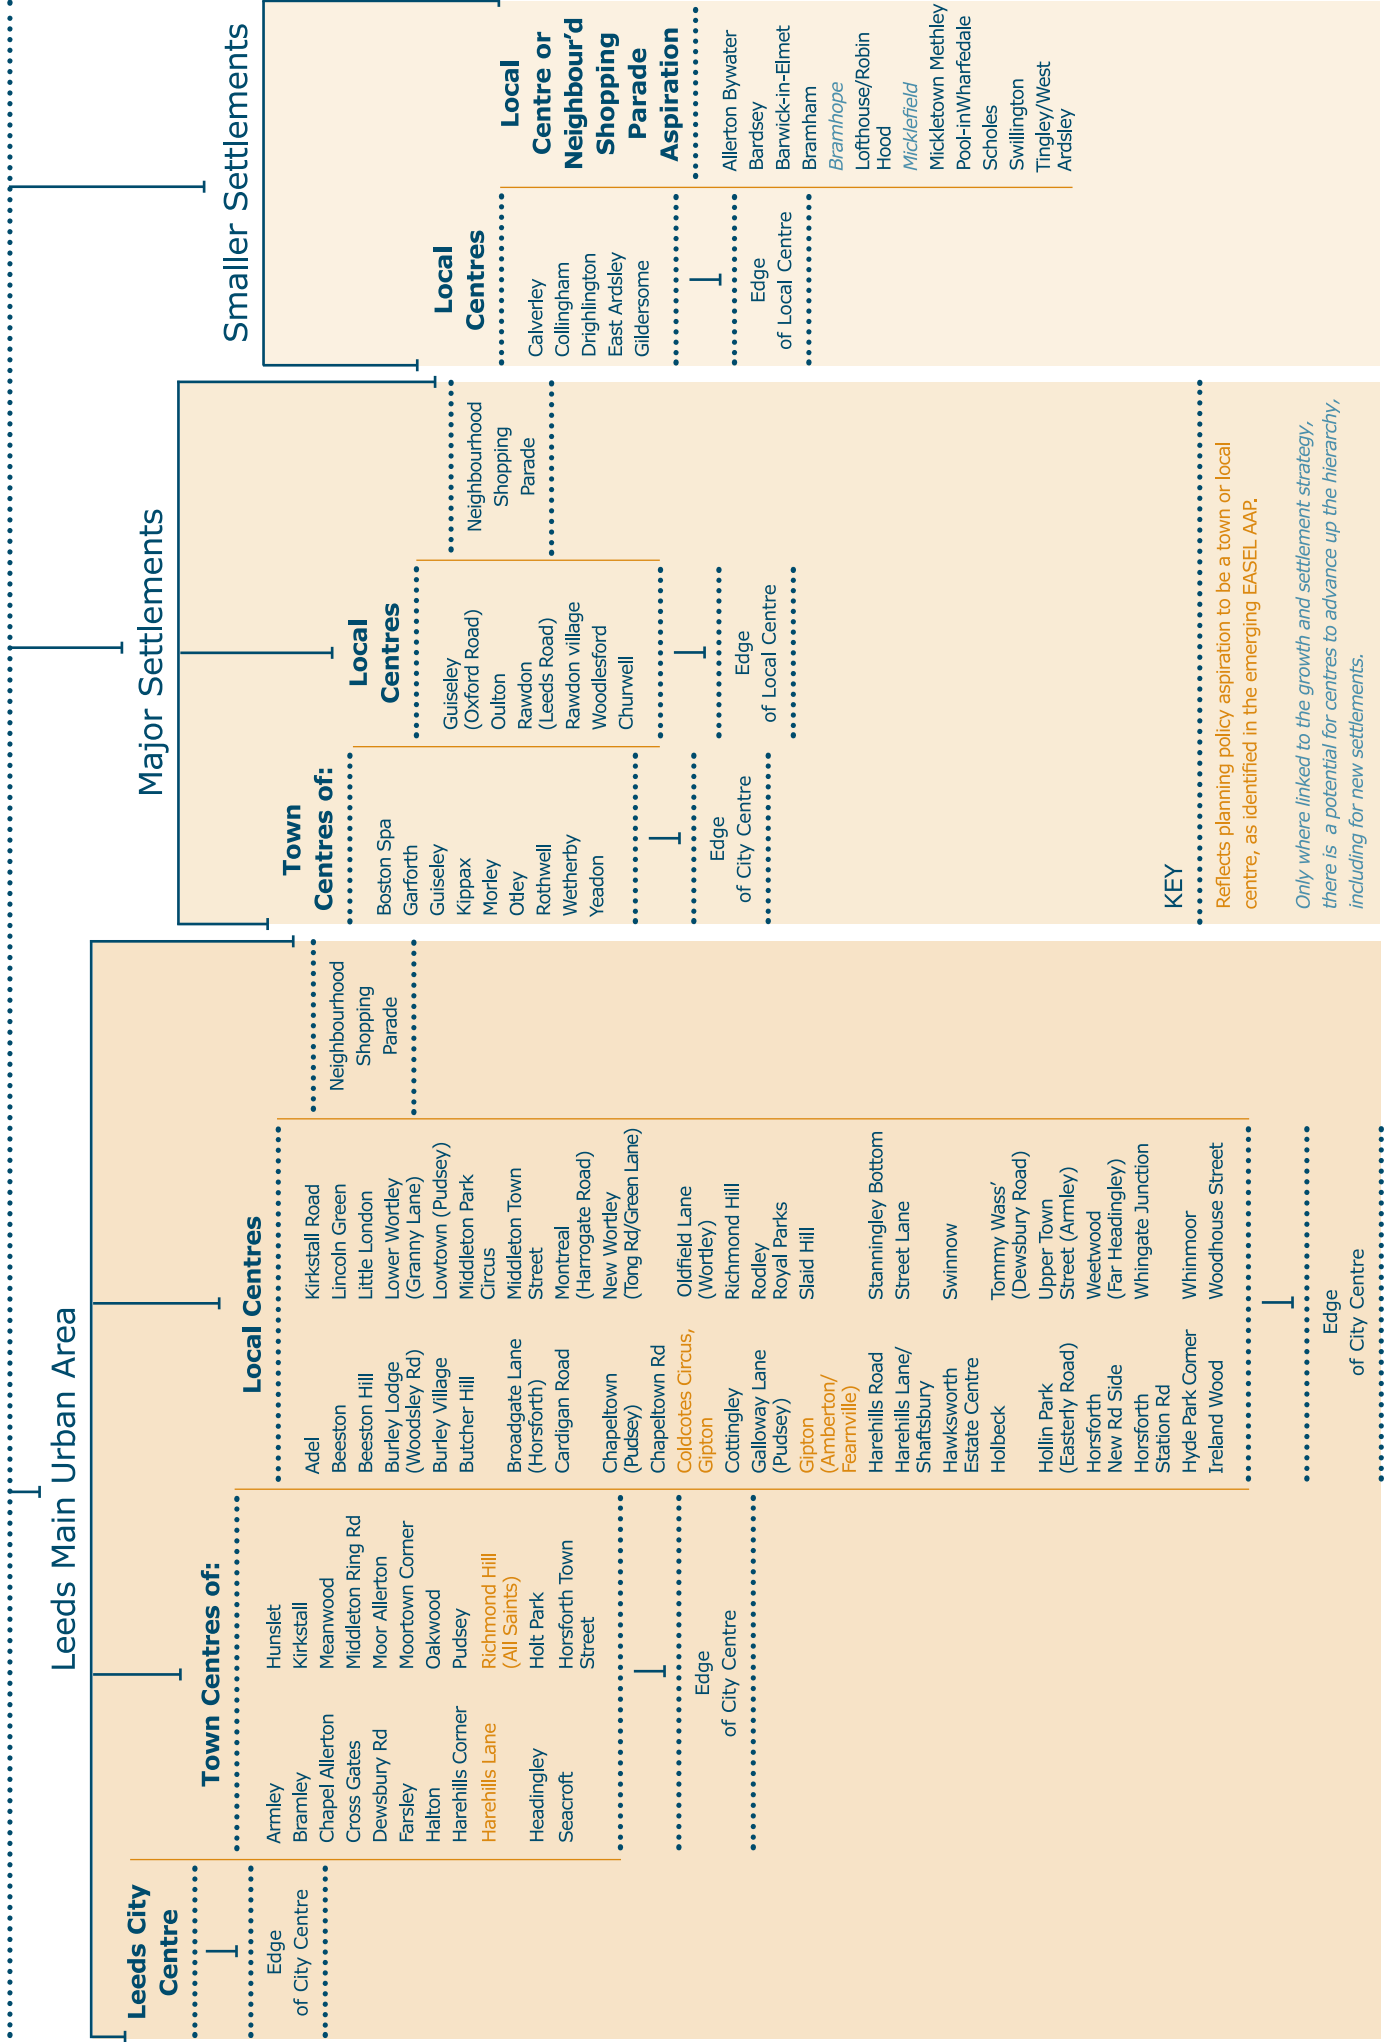 Leeds Main Urban Area
Leeds City
Centre
Edge
of City Centre
Town Centres of:
Armley
Bramley
Chapel Allerton
Cross Gates
Dewsbury Rd
Farsley
Halton
Harehills Corner
Harehills Lane
Headingley
Seacroft
Hunslet
Kirkstall
Meanwood
Middleton Ring Rd
Moor Allerton
Moortown Corner
Oakwood
Pudsey
Richmond Hill
(All Saints)
Holt Park
Horsforth Town
Street
Edge
of City Centre
Local Centres
Adel
Beeston
Beeston Hill
Burley Lodge
(Woodsley Rd)
Burley Village
Butcher Hill
Broadgate Lane
(Horsforth)
Cardigan Road
Chapeltown
(Pudsey)
Chapeltown Rd
Coldcotes Circus,
Gipton
Cottingley
Galloway Lane
(Pudsey)
Gipton
(Amberton/
Fearnville)
Harehills Road
Harehills Lane/
Shaftsbury
Hawksworth
Estate Centre
Holbeck
Hollin Park
(Easterly Road)
Horsforth
New Rd Side
Horsforth
Station Rd
Hyde Park Corner
Ireland Wood
Kirkstall Road
Lincoln Green
Little London
Lower Wortley
(Granny Lane)
Lowtown (Pudsey)
Middleton Park
Circus
Middleton Town
Street
Montreal
(Harrogate Road)
New Wortley
(Tong Rd/Green Lane)
Oldfield Lane
(Wortley)
Richmond Hill
Rodley
Royal Parks
Slaid Hill
Stanningley Bottom
Street Lane
Swinnow
Tommy Wass’
(Dewsbury Road)
Upper Town
Street (Armley)
Weetwood
(Far Headingley)
Whingate Junction
Whinmoor
Woodhouse Street
Edge
of City Centre
Neighbourhood
Shopping
Parade
Major Settlements
Town
Centres of:
Boston Spa
Garforth
Guiseley
Kippax
Morley
Otley
Rothwell
Wetherby
Yeadon
Edge
of City Centre
Local
Centres
Guiseley
(Oxford Road)
Oulton
Rawdon
(Leeds Road)
Rawdon village
Woodlesford
Churwell
Edge
of Local Centre
Neighbourhood
Shopping
Parade
KEY
Reflects planning policy aspiration to be a town or local
centre, as identified in the emerging EASEL AAP.
Only where linked to the growth and settlement strategy,
there is a potential for centres to advance up the hierarchy,
including for new settlements.
Smaller Settlements
Local
Centres
Calverley
Collingham
Drighlington
East Ardsley
Gildersome
Edge
of Local Centre
Local
Centre or
Neighbour’d
Shopping
Parade
Aspiration
Allerton Bywater
Bardsey
Barwick-in-Elmet
Bramham
Bramhope
Lofthouse/Robin
Hood
Micklefield
Mickletown Methley
Pool-inWharfedale
Scholes
Swillington
Tingley/West
Ardsley